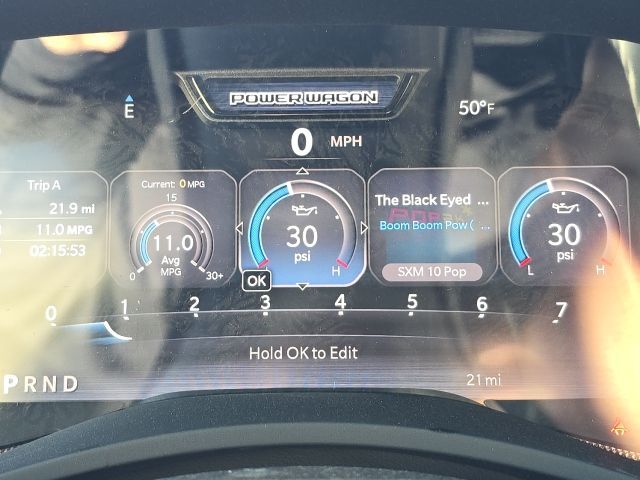 POWER WAGON
E
50°F
0 MPH
Trip A
21.9 mi
11.0 MPG
02:15:53
Current: 0 MPG
15
11.0
Avg
MPG
0 30+
30
psi
H
OK
The Black Eyed ...
Boom Boom Pow ( ...
SXM 10 Pop
30
psi
L H
0 1 2 3 4 5 6 7
Hold OK to Edit
PRND
21 mi